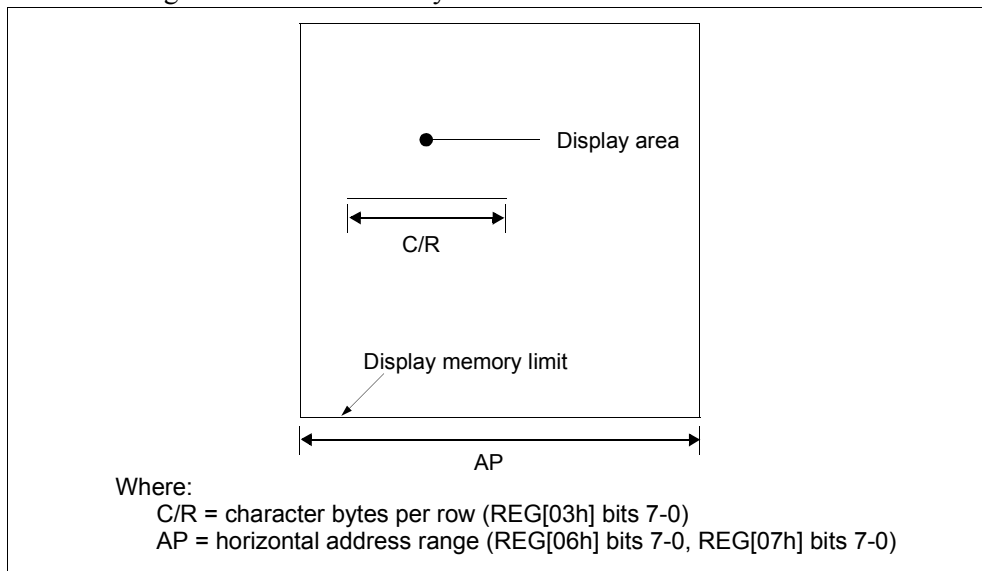 Display area
C/R
Display memory limit
AP
Where:
C/R = character bytes per row (REG[03h] bits 7-0)
AP = horizontal address range (REG[06h] bits 7-0, REG[07h] bits 7-0)